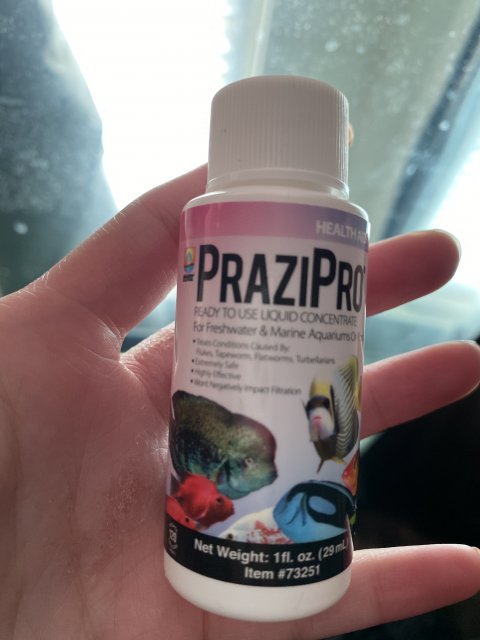 HEALTH
PRAZIPRO
READY TO USE LIQUID CONCENTRATE
For Freshwater & Marine Aquariums
• Treats Conditions Caused By:
Flukes, Tapeworm, Flatworms, Turbellarians
• Extremely Safe
• Highly Effective
• Wont Negatively Impact Filtration
Net Weight: 1fl. oz. (29 mL)
Item #73251